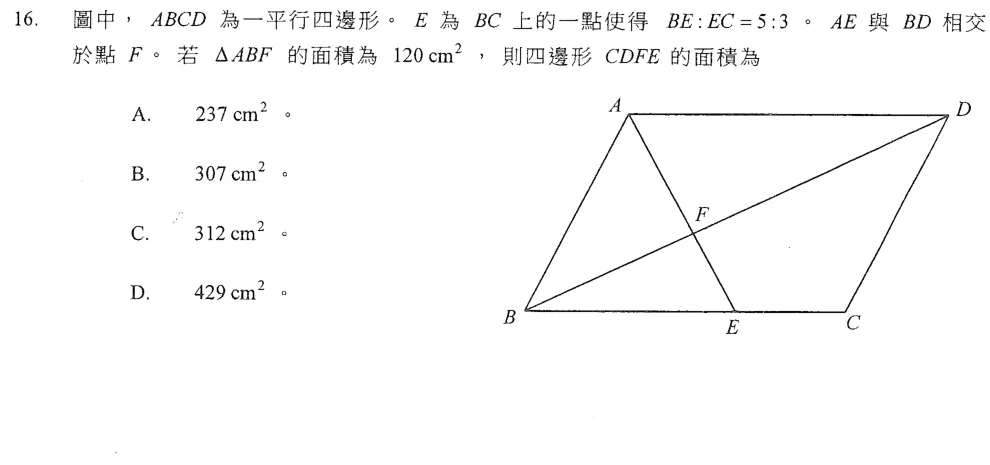 16. 圖中， ABCD 為一平行四邊形。 E 為 BC 上的一點使得 BE : EC = 5 : 3 。 AE 與 BD 相交
於點 F 。 若 ΔABF 的面積為 120 cm² ， 則四邊形 CDFE 的面積為
A. 237 cm² 。
B. 307 cm² 。
C. 312 cm² 。
D. 429 cm² 。
A
D
F
B
E
C